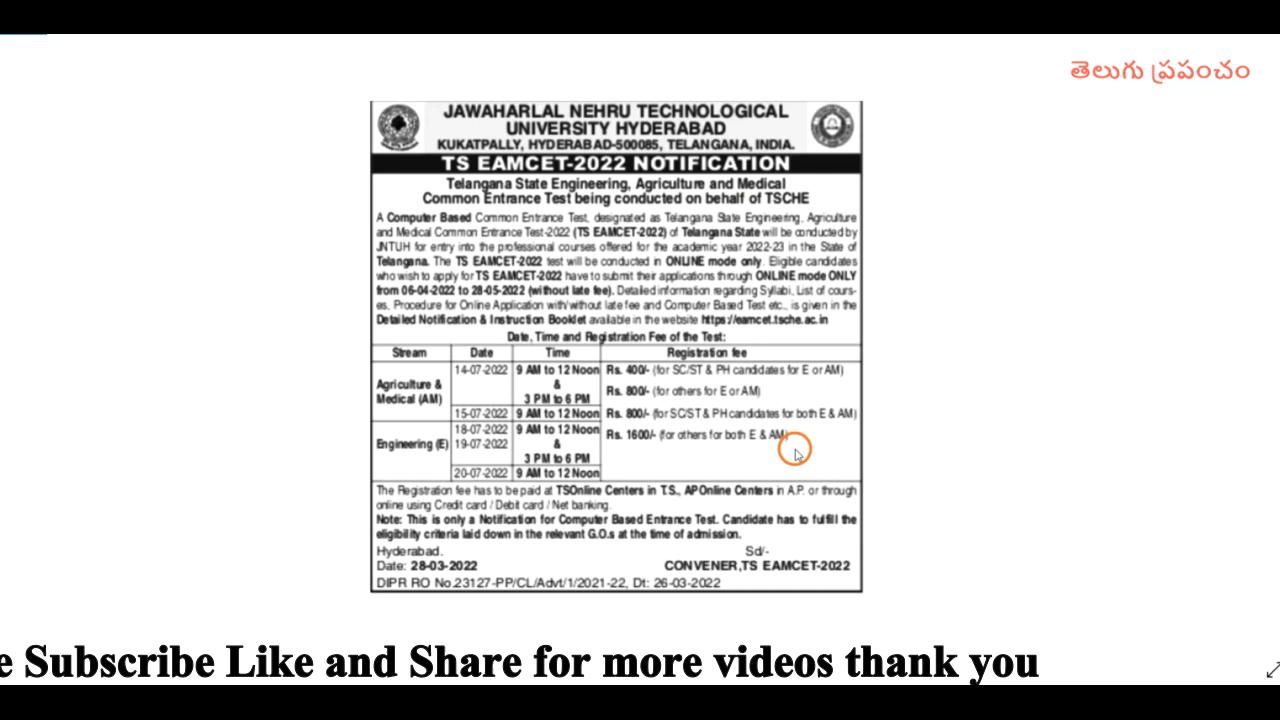 తెలుగు ప్రపంచం
JAWAHARLAL NEHRU TECHNOLOGICAL
UNIVERSITY HYDERABAD
KUKATPALLY, HYDERABAD-500085, TELANGANA, INDIA.
TS EAMCET-2022 NOTIFICATION
Telangana State Engineering, Agriculture and Medical
Common Entrance Test being conducted on behalf of TSCHE
A Computer Based Common Entrance Test, designated as Telangana State Engineering, Agriculture
and Medical Common Entrance Test-2022 (TS EAMCET-2022) of Telangana State will be conducted by
JNTUH for entry into the professional courses offered for the academic year 2022-23 in the State of
Telangana. The TS EAMCET-2022 test will be conducted in ONLINE mode only. Eligible candidates
who wish to apply for TS EAMCET-2022 have to submit their applications through ONLINE mode ONLY
from 06-04-2022 to 28-05-2022 (without late fee). Detailed information regarding Syllabi, List of cours-
es, Procedure for Online Application with/without late fee and Computer Based Test etc., is given in the
Detailed Notification & Instruction Booklet available in the website https://eamcet.tsche.ac.in
Date, Time and Registration Fee of the Test:
Stream Date Time Registration fee
14-07-2022 9 AM to 12 Noon Rs. 400/- (for SC/ST & PH candidates for E or AM)
Agriculture & & Rs. 800/- (for others for E or AM)
Medical (AM) 3 PM to 6 PM
15-07-2022 9 AM to 12 Noon Rs. 800/- (for SC/ST & PH candidates for both E & AM)
18-07-2022 9 AM to 12 Noon Rs. 1600/- (for others for both E & AM)
Engineering (E) 19-07-2022 &
3 PM to 6 PM
20-07-2022 9 AM to 12 Noon
The Registration fee has to be paid at TSOnline Centers in T.S., APOnline Centers in A.P. or through
online using Credit card / Debit card / Net banking.
Note: This is only a Notification for Computer Based Entrance Test. Candidate has to fulfill the
eligibility criteria laid down in the relevant G.O.s at the time of admission.
Hyderabad. Sd/-
Date: 28-03-2022 CONVENER,TS EAMCET-2022
DIPR RO No.23127-PP/CL/Advt/1/2021-22, Dt: 26-03-2022
e Subscribe Like and Share for more videos thank you